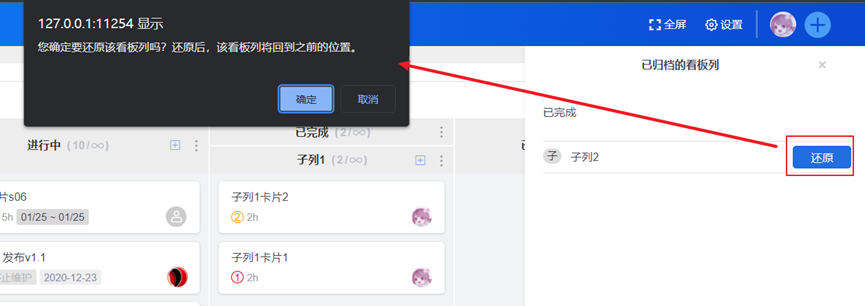 127.0.0.1:11254 显示
您确定要还原该看板列吗？还原后，该看板列将回到之前的位置。
确定
取消
全屏
设置
已归档的看板列
已完成
子 子列2
还原
进行中 (10/∞)
已完成 (2/∞)
子列1 (2/∞)
片s06
5h 01/25 ~ 01/25
发布v1.1
止维护 2020-12-23
子列1卡片2
② 2h
子列1卡片1
① 2h